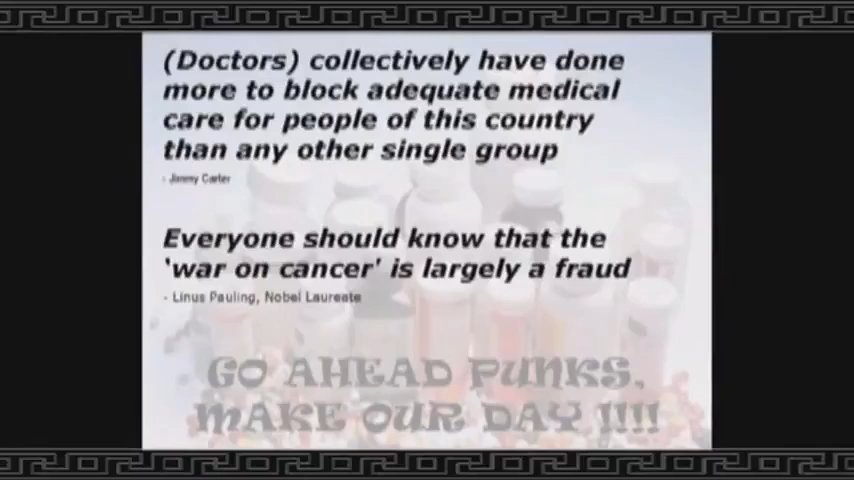 (Doctors) collectively have done
more to block adequate medical
care for people of this country
than any other single group
- Jimmy Carter
Everyone should know that the
'war on cancer' is largely a fraud
- Linus Pauling, Nobel Laureate
GO AHEAD PUNKS,
MAKE OUR DAY !!!!